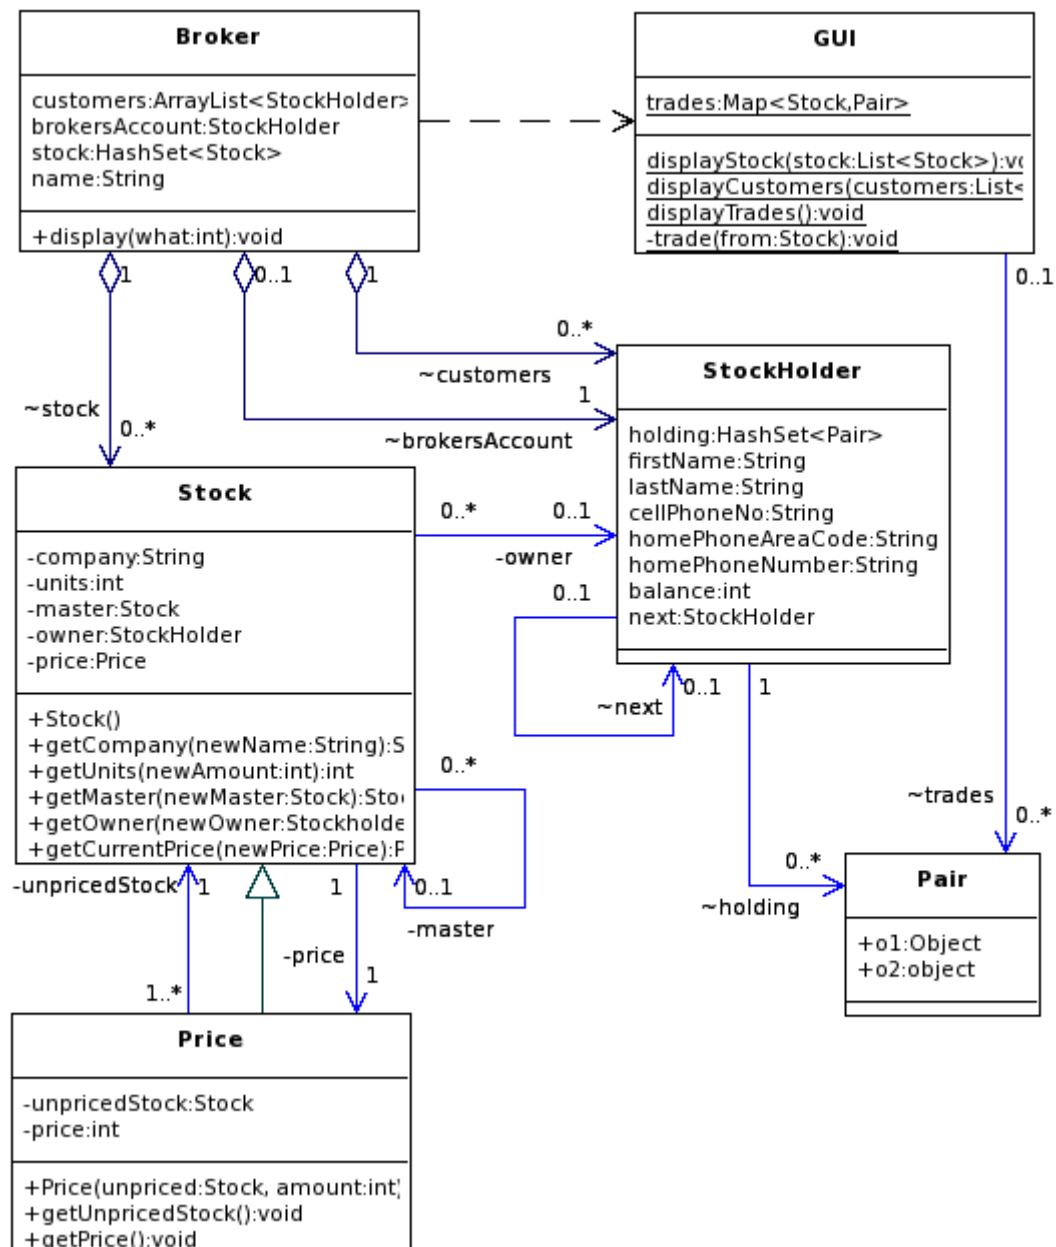 Broker
customers:ArrayList<StockHolder>
brokersAccount:StockHolder
stock:HashSet<Stock>
name:String
+display(what:int):void
GUI
trades:Map<Stock,Pair>
displayStock(stock:List<Stock>):vo
displayCustomers(customers:List<
displayTrades():void
-trade(from:Stock):void
1
0..1
1
0..1
0..*
~customers
1
~brokersAccount
~stock
0..*
StockHolder
holding:HashSet<Pair>
firstName:String
lastName:String
cellPhoneNo:String
homePhoneAreaCode:String
homePhoneNumber:String
balance:int
next:StockHolder
Stock
-company:String
-units:int
-master:Stock
-owner:StockHolder
-price:Price
+Stock()
+getCompany(newName:String):S
+getUnits(newAmount:int):int
+getMaster(newMaster:Stock):Sto
+getOwner(newOwner:Stockholde
+getCurrentPrice(newPrice:Price):P
0..*
0..1
-owner
0..1
0..1
~next
1
0..*
0..1
-master
~trades
0..*
0..*
~holding
Pair
+o1:Object
+o2:object
-unpricedStock
1
1
-price
1
1..*
Price
-unpricedStock:Stock
-price:int
+Price(unpriced:Stock, amount:int)
+getUnpricedStock():void
+getPrice():void